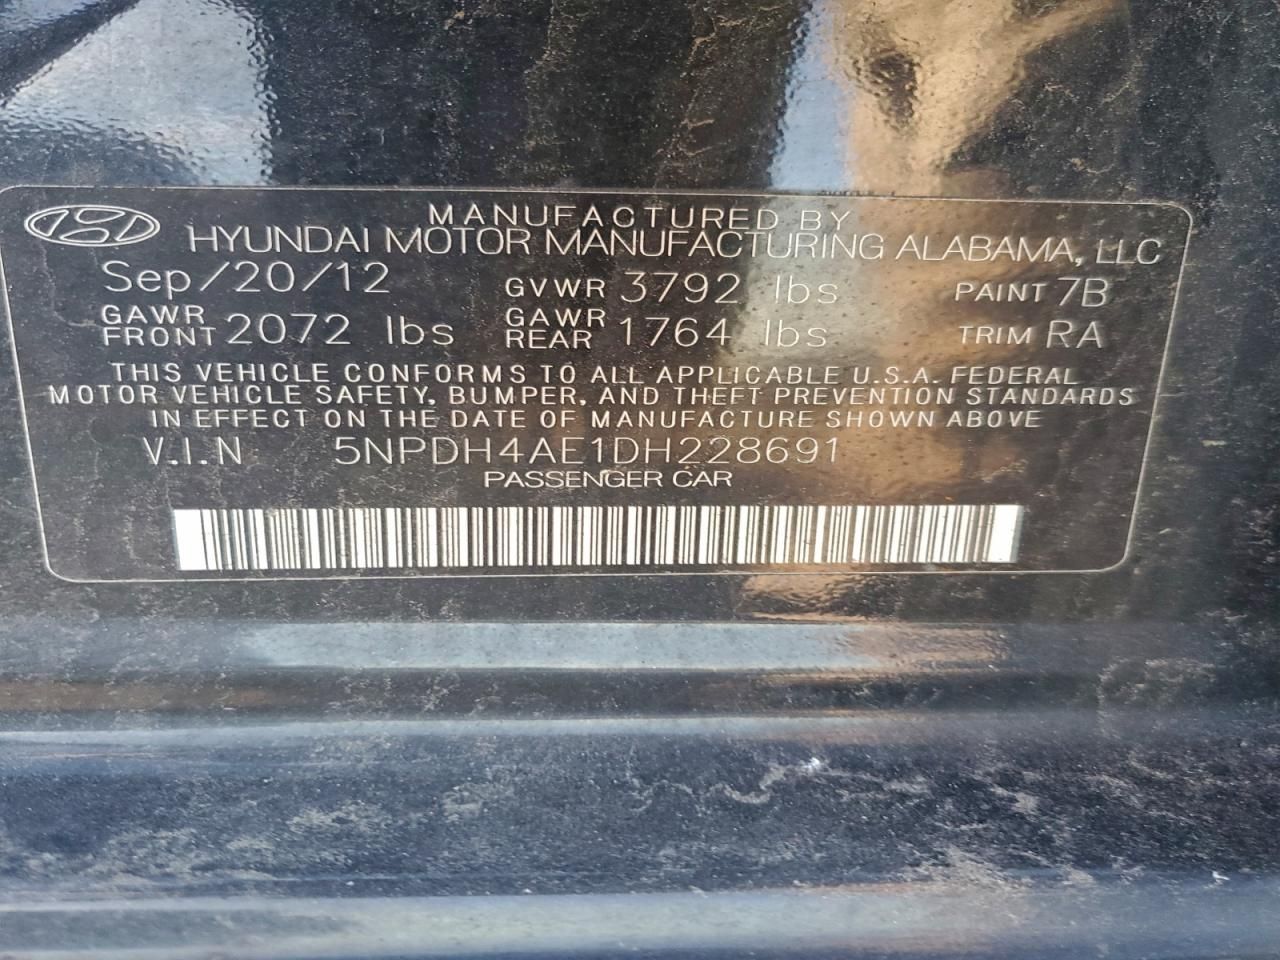 MANUFACTURED BY
HYUNDAI MOTOR MANUFACTURING ALABAMA, LLC
Sep/20/12 GVWR 3792 lbs PAINT 7B
GAWR FRONT 2072 lbs GAWR REAR 1764 lbs TRIM RA
THIS VEHICLE CONFORMS TO ALL APPLICABLE U.S.A. FEDERAL
MOTOR VEHICLE SAFETY, BUMPER, AND THEFT PREVENTION STANDARDS
IN EFFECT ON THE DATE OF MANUFACTURE SHOWN ABOVE
V.I.N 5NPDH4AE1DH228691
PASSENGER CAR